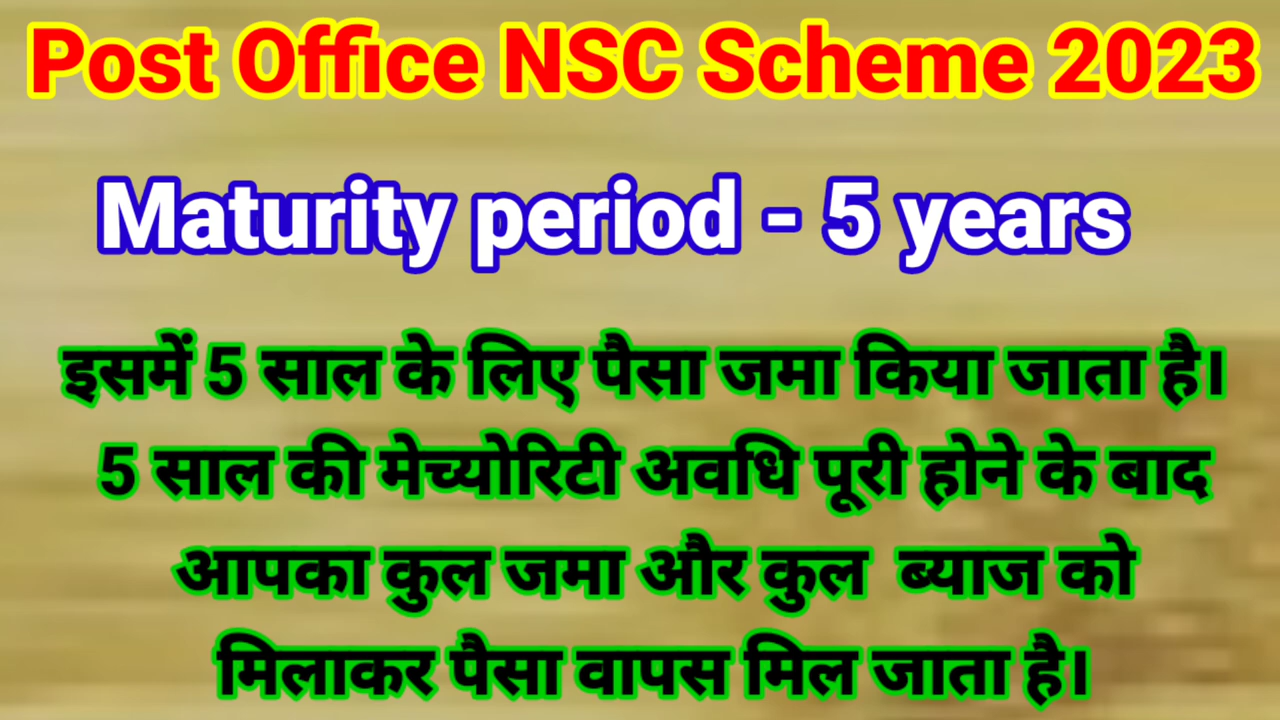 Post Office NSC Scheme 2023
Maturity period - 5 years
इसमें 5 साल के लिए पैसा जमा किया जाता है।
5 साल की मेच्योरिटी अवधि पूरी होने के बाद
आपका कुल जमा और कुल ब्याज को
मिलाकर पैसा वापस मिल जाता है।